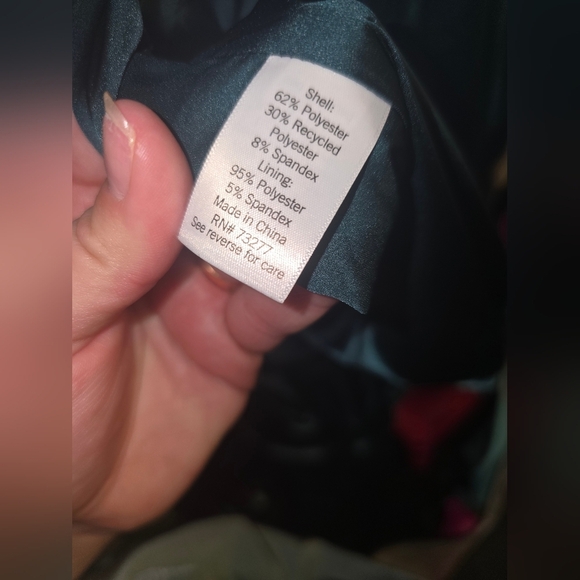 Shell:
62% Polyester
30% Recycled
Polyester
8% Spandex
Lining:
95% Polyester
5% Spandex
Made in China
RN# 73277
See reverse for care